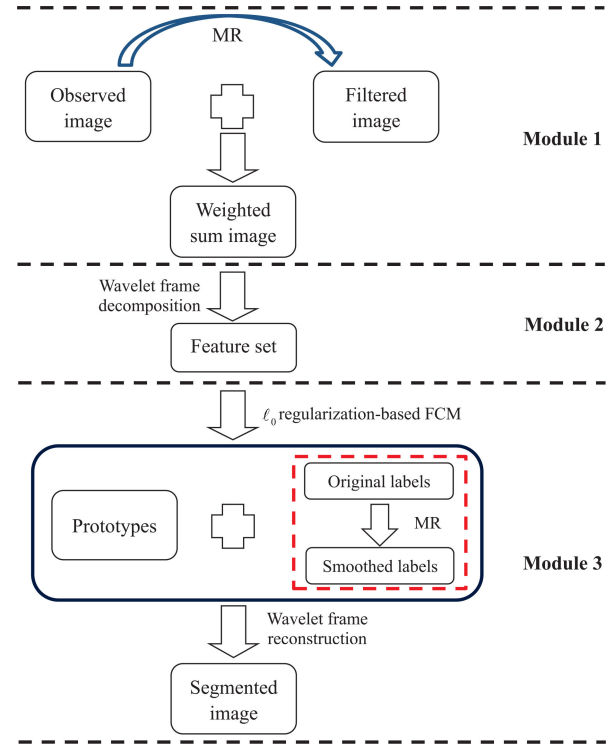 MR
Observed
image
Filtered
image
Module 1
Weighted
sum image
Wavelet frame
decomposition
Module 2
Feature set
ℓ₀ regularization-based FCM
Original labels
Prototypes
MR
Smoothed labels
Module 3
Wavelet frame
reconstruction
Segmented
image